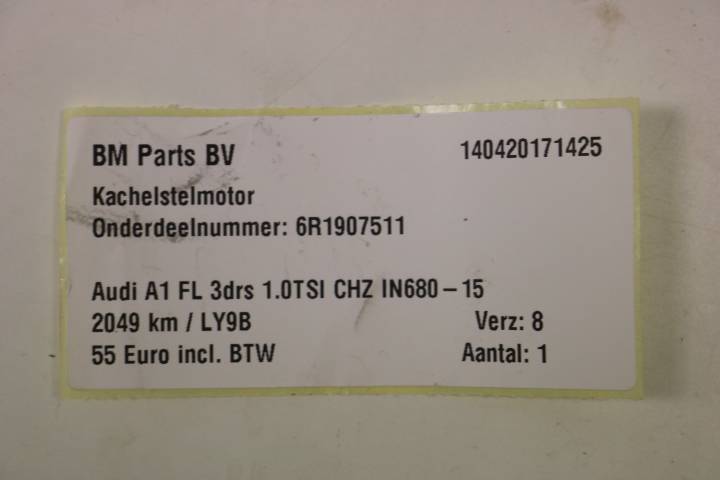 BM Parts BV 140420171425
Kachelstelmotor
Onderdeelnummer: 6R1907511
Audi A1 FL 3drs 1.0TSI CHZ IN680-15
2049 km / LY9B Verz: 8
55 Euro incl. BTW Aantal: 1